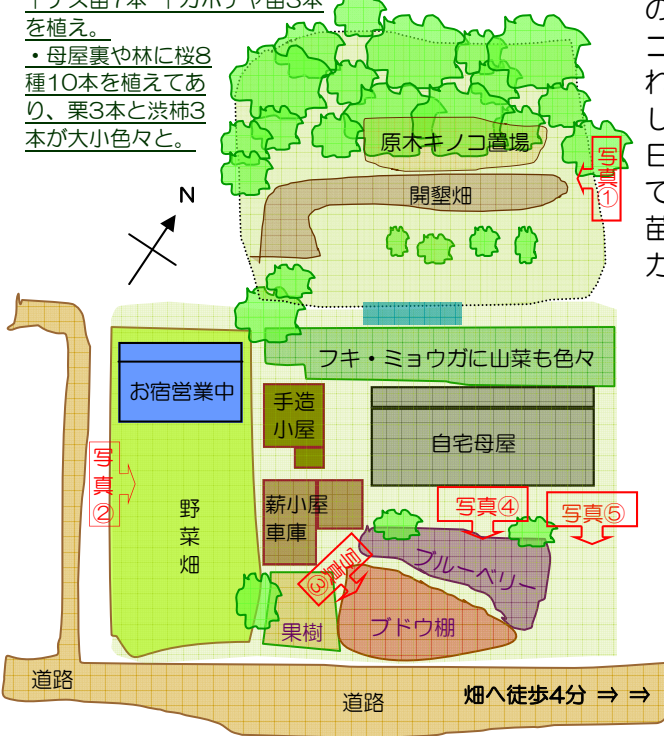 を植え。
・母屋裏や林に桜8
種10本を植えてあ
り、栗3本と渋柿3
本が大小色々と。
の
れ
し
て
苗
原木キノコ置場
写真①
開墾畑
N
フキ・ミョウガに山菜も色々
お宿営業中
手造
小屋
自宅母屋
写真②
野菜畑
薪小屋
車庫
写真④
写真⑤
写真③
ブルーベリー
果樹
ブドウ棚
道路
道路
畑へ徒歩4分 ⇒ ⇒